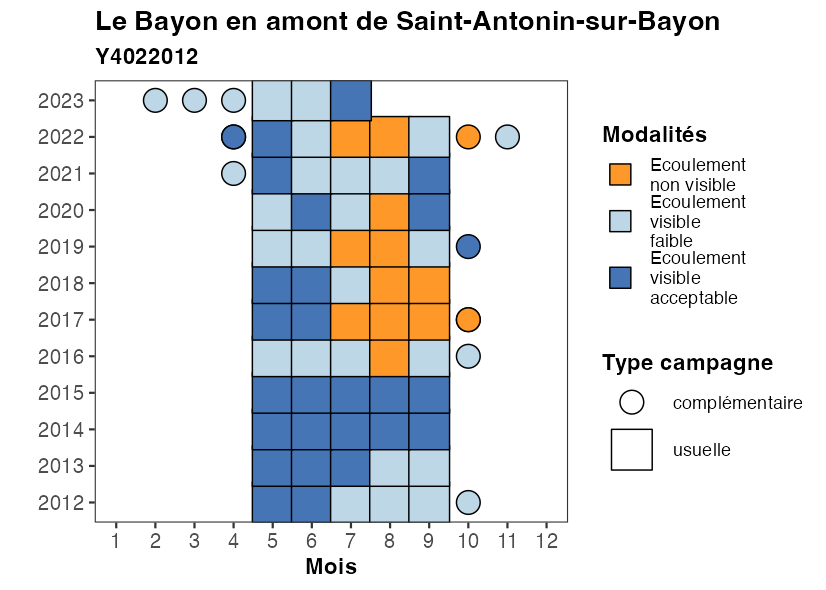 Le Bayon en amont de Saint-Antonin-sur-Bayon
Y4022012
2023
2022
2021
2020
2019
2018
2017
2016
2015
2014
2013
2012
1 2 3 4 5 6 7 8 9 10 11 12
Mois
Modalités
Ecoulement
non visible
Ecoulement
visible
faible
Ecoulement
visible
acceptable
Type campagne
complémentaire
usuelle